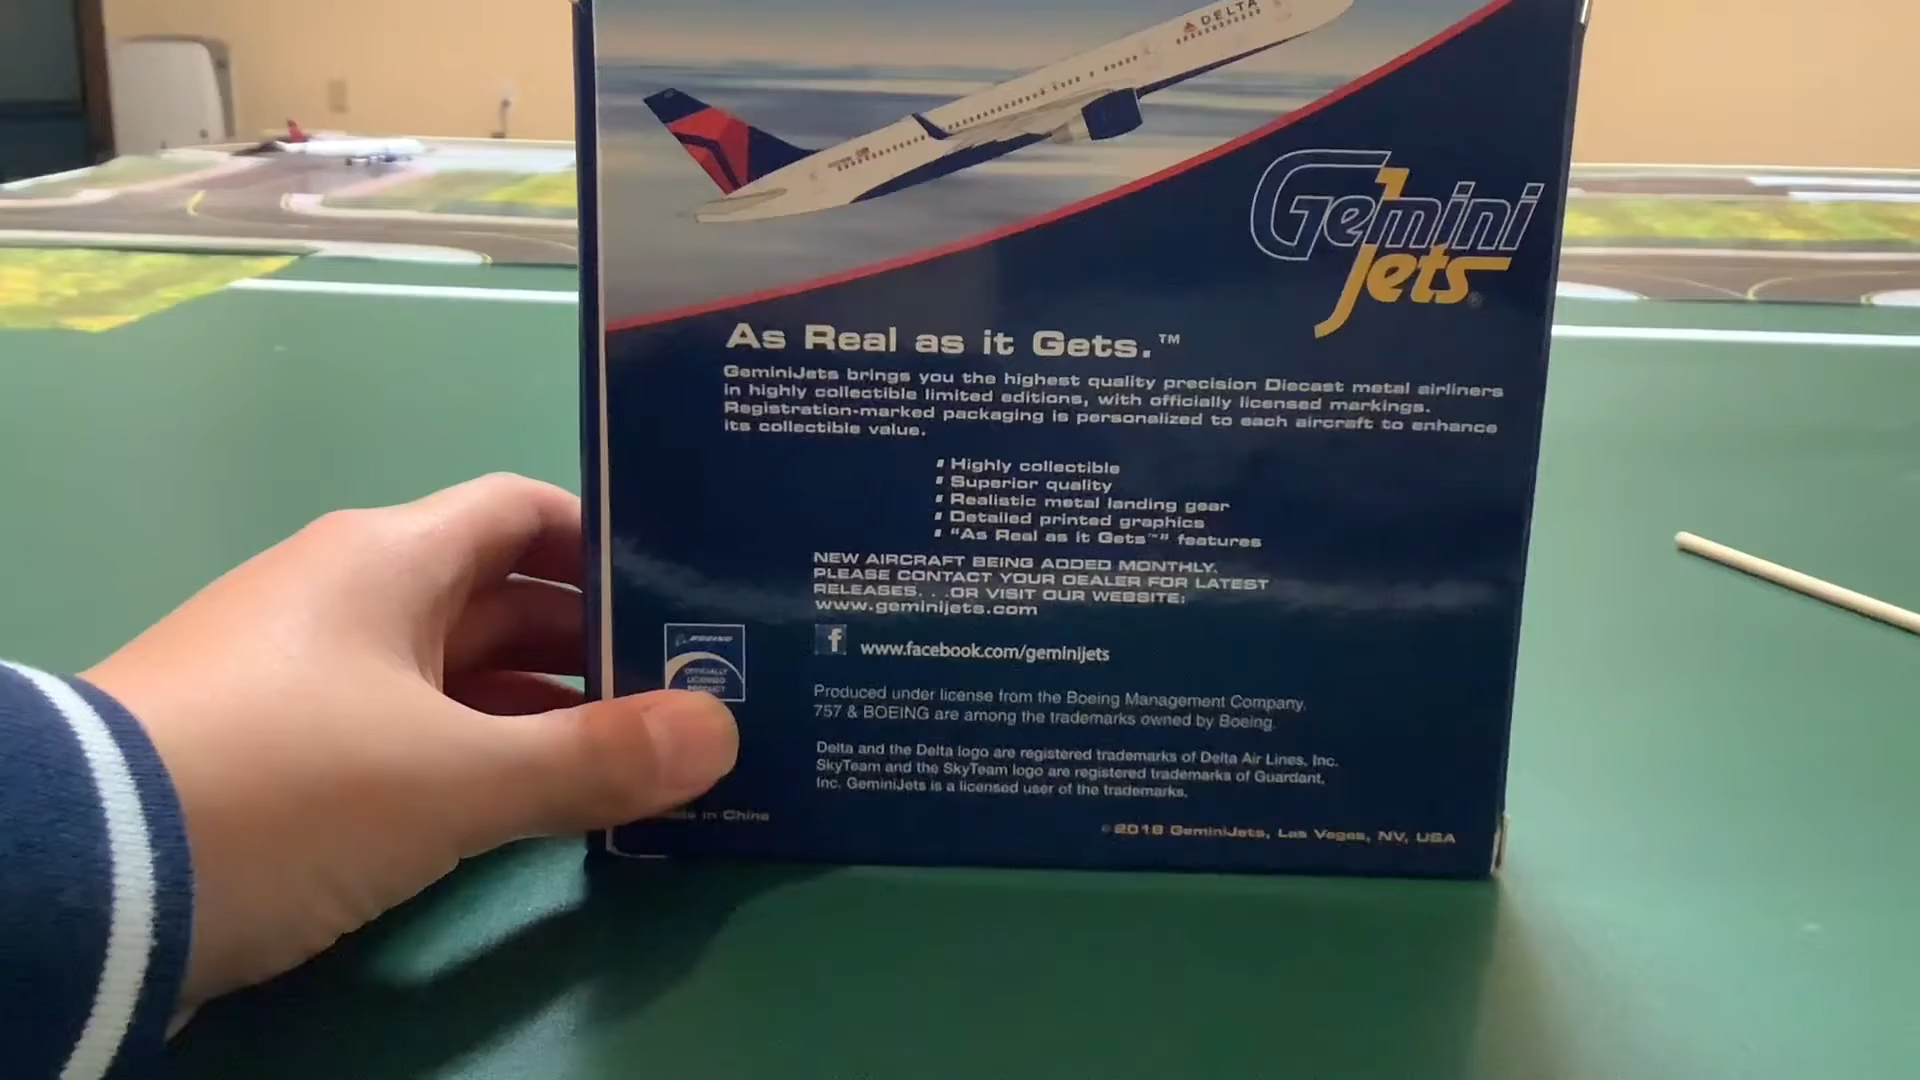 DELTA
Gemini
Jets®
As Real as it Gets.™
GeminiJets brings you the highest quality precision Diecast metal airliners
in highly collectible limited editions, with officially licensed markings.
Registration-marked packaging is personalized to each aircraft to enhance
its collectible value.
Highly collectible
Superior quality
Realistic metal landing gear
Detailed printed graphics
"As Real as it Gets™" features
NEW AIRCRAFT BEING ADDED MONTHLY.
PLEASE CONTACT YOUR DEALER FOR LATEST
RELEASES. . .OR VISIT OUR WEBSITE:
www.geminijets.com
f www.facebook.com/geminijets
BOEING
OFFICIALLY
LICENSED
PRODUCT
Produced under license from the Boeing Management Company.
757 & BOEING are among the trademarks owned by Boeing.
Delta and the Delta logo are registered trademarks of Delta Air Lines, Inc.
SkyTeam and the SkyTeam logo are registered trademarks of Guardant,
Inc. GeminiJets is a licensed user of the trademarks.
in China
©2018 GeminiJets, Las Vegas, NV, USA